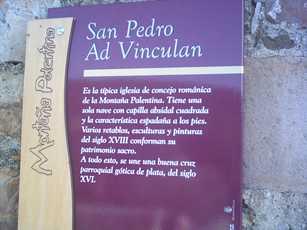 San Pedro
Ad Vinculan
Montaña Palentina
Es la típica iglesia de concejo románica
de la Montaña Palentina. Tiene una
sola nave con capilla absidal cuadrada
y la característica espadaña a los pies.
Varios retablos, esculturas y pinturas
del siglo XVIII conforman su
patrimonio sacro.
A todo esto, se une una buena cruz
parroquial gótica de plata, del siglo
XVI.